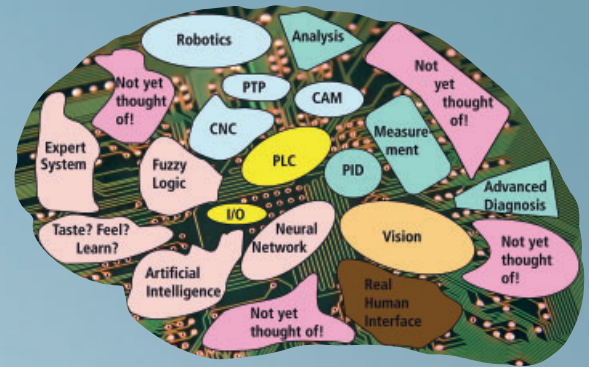 Robotics
Analysis
Not yet
thought
of!
PTP
CAM
Not
yet
thought
of!
CNC
Measure
ment
Expert
System
Fuzzy
Logic
PLC
PID
Advanced
Diagnosis
I/O
Taste? Feel?
Learn?
Neural
Network
Vision
Not yet
thought
of!
Artificial
Intelligence
Real
Human
Interface
Not yet
thought of!